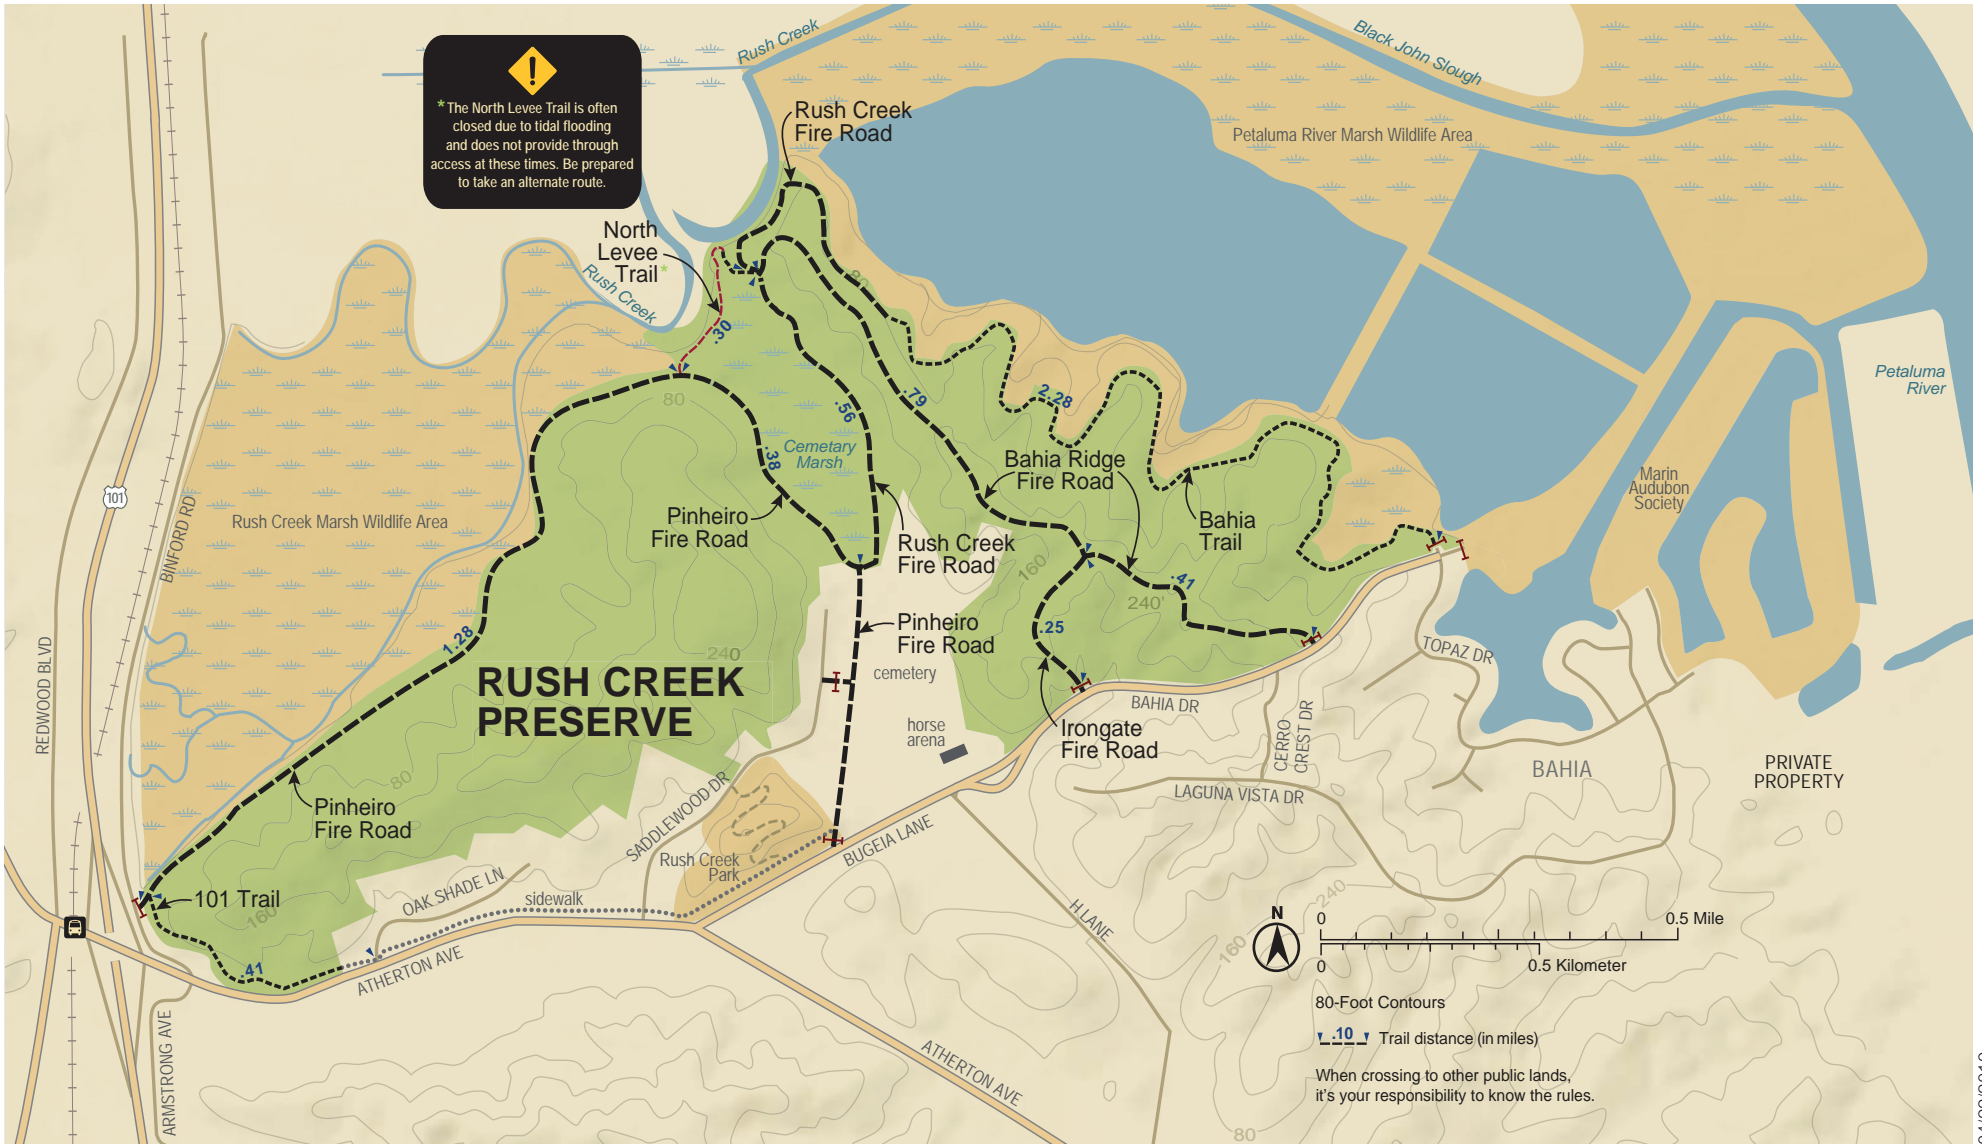 * The North Levee Trail is often
closed due to tidal flooding
and does not provide through
access at these times. Be prepared
to take an alternate route.
Rush Creek
Black John Slough
Rush Creek
Fire Road
Petaluma River Marsh Wildlife Area
North
Levee
Trail*
Rush Creek
80
.30
Petaluma
River
80
.56
.79
2.28
Cemetary
Marsh
.38
Bahia Ridge
Fire Road
Marin
Audubon
Society
101
BINFORD RD
Rush Creek Marsh Wildlife Area
Pinheiro
Fire Road
Bahia
Trail
Rush Creek
Fire Road
160
.41
240'
.25
Pinheiro
Fire Road
1.28
240
TOPAZ DR
REDWOOD BLVD
RUSH CREEK
PRESERVE
cemetery
BAHIA DR
horse
arena
Irongate
Fire Road
CERRO
CREST DR
BAHIA
PRIVATE
PROPERTY
80
Pinheiro
Fire Road
LAGUNA VISTA DR
SADDLEWOOD DR
BUGEIA LANE
Rush Creek
Park
101 Trail
160
OAK SHADE LN
sidewalk
240
H LANE
160
N
0
0.5 Mile
0
0.5 Kilometer
.41
ATHERTON AVE
80-Foot Contours
.10 Trail distance (in miles)
ARMSTRONG AVE
ATHERTON AVE
When crossing to other public lands,
it's your responsibility to know the rules.
80